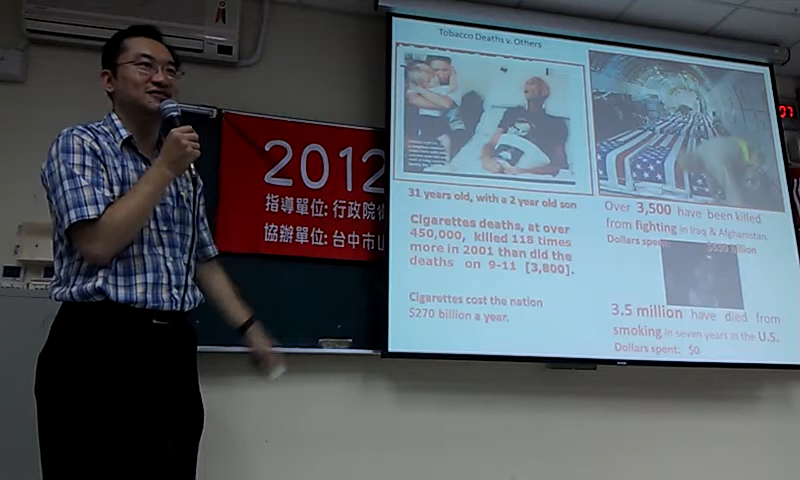 2012
指導單位: 行政院
協辦單位: 台中市
Tobacco Deaths v. Others
31 years old, with a 2 year old son
Cigarettes deaths, at over
450,000, killed 118 times
more in 2001 than did the
deaths on 9-11 [3,800].
Cigarettes cost the nation
$270 billion a year.
Over 3,500 have been killed
from fighting in Iraq & Afghanistan.
Dollars spent: billion
3.5 million have died from
smoking in seven years in the U.S.
Dollars spent: $0
07